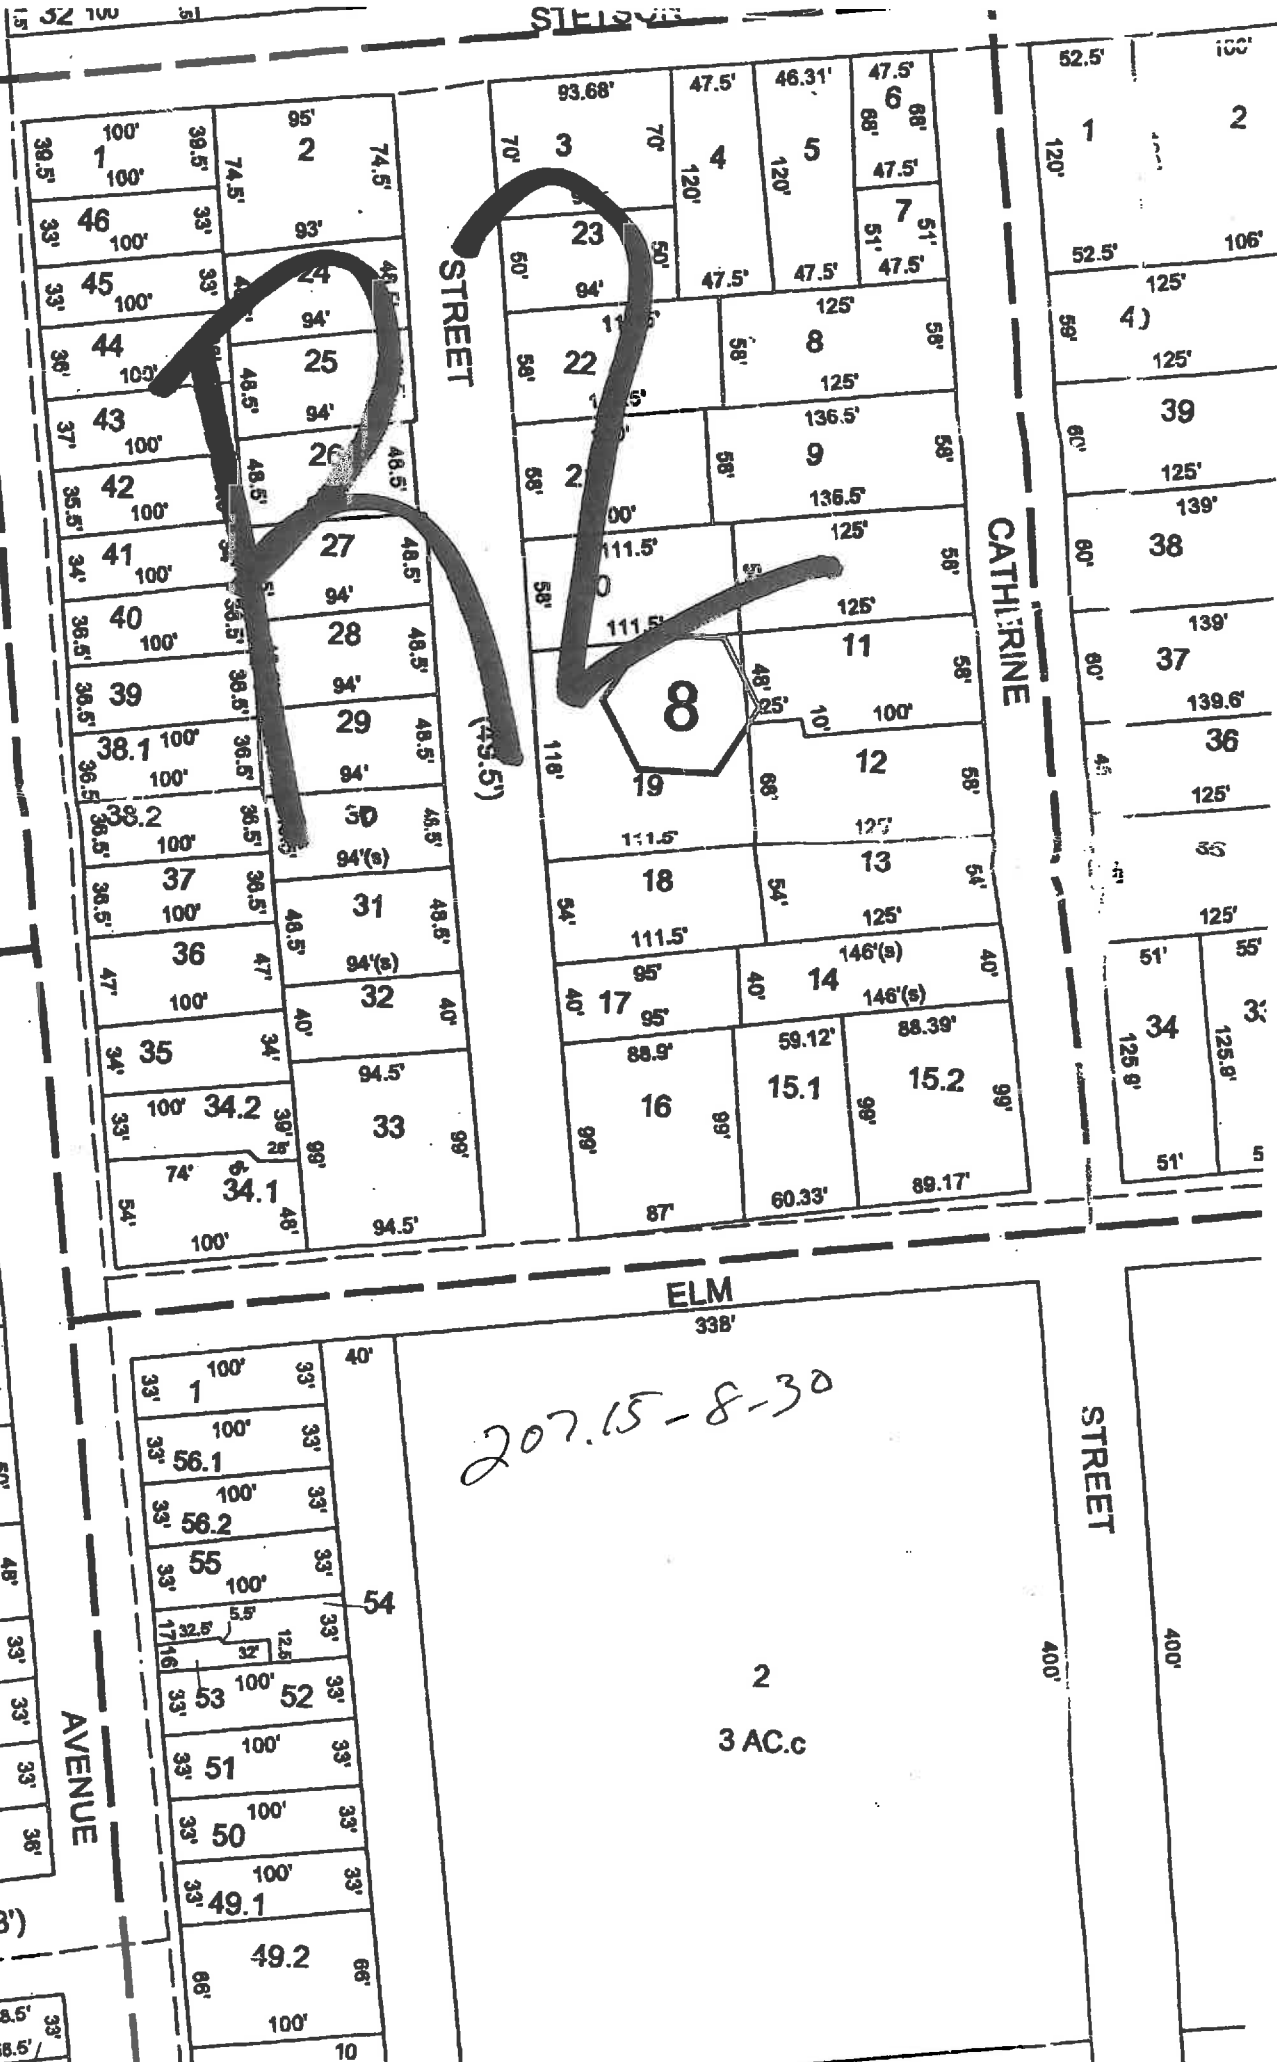 32 100
STETSON
93.68' 47.5' 46.31' 47.5' 52.5' 100'
6
100' 95'
39.5' 1 39.5' 2 74.5' 74.5' 70' 3 70' 4 5 68' 68' 1 2
100' 120' 120' 47.5' 120'
46 33' 33' 7 51' 51'
100' 93' 23 50' 50' 47.5' 47.5' 47.5' 52.5' 106'
45 33' 33' 24 94' 125' 125'
100' 94' STREET
44 25 22 58' 58' 8 58' 59'
100' 125' 125'
43 37' 48.5' 94' 136.5' 39 60'
100' 26 48.5' 48.5' 58' 58' 9 58' 125'
42 35.5' 136.5' 139'
100' 111.5' 125'
41 34' 27 48.5' 58' 58' CATHERINE 38 60'
100' 94' 125'
40 36.5' 36.5' 28 48.5' 111.5' 11 139'
100' 94' 48' 58' 37 60'
39 36.5' 36.5' 29 48.5' (49.5') 8 25' 10' 100' 139.6'
38.1 100' 36.5' 36.5' 118' 12 36
100' 94' 19 68' 58' 125'
38.2 36.5' 36.5' 30 48.5' 111.5' 125'
100' 94'(s) 18 13 54'
37 36.5' 36.5' 31 48.5' 48.5' 54' 54' 125' 125'
100' 94'(s) 111.5' 146'(s) 51' 55'
36 47' 47' 32 40' 40' 95' 14 40' 40'
100' 40' 17 95' 146'(s)
35 34' 34' 94.5' 88.9' 59.12' 88.39' 34
100' 34.2 33' 33 99' 99' 16 99' 99' 15.1 99' 15.2 99' 125.8'
74' 34.1 54' 48' 51'
100' 94.5' 87' 60.33' 89.17'
ELM
338'
40'
33' 1 100' 33'
207.15-8-30
33' 56.1 100' 33'
STREET
33' 56.2 100' 33'
33' 55 100' 33'
54
17 32.5' 5.5' 33'
16 32' 12.5
400' 400'
33' 53 100' 52 33'
2
33' 51 100' 33'
3 AC.c
AVENUE
33' 50 100' 33'
33' 49.1 100' 33'
49.2
66' 66'
100'
10
48'
33'
33'
33'
36'
33'